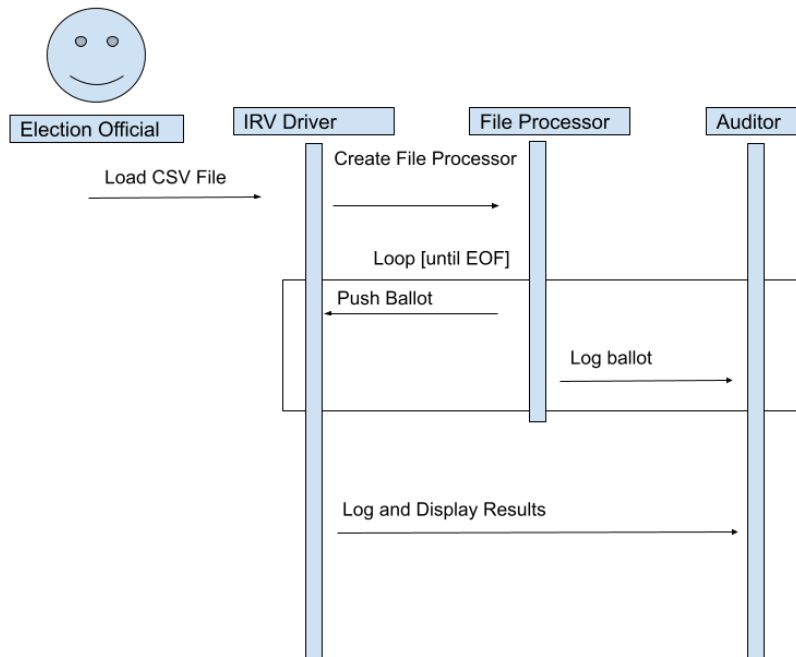 Election Official
IRV Driver
File Processor
Auditor
Load CSV File
Create File Processor
Loop [until EOF]
Push Ballot
Log ballot
Log and Display Results